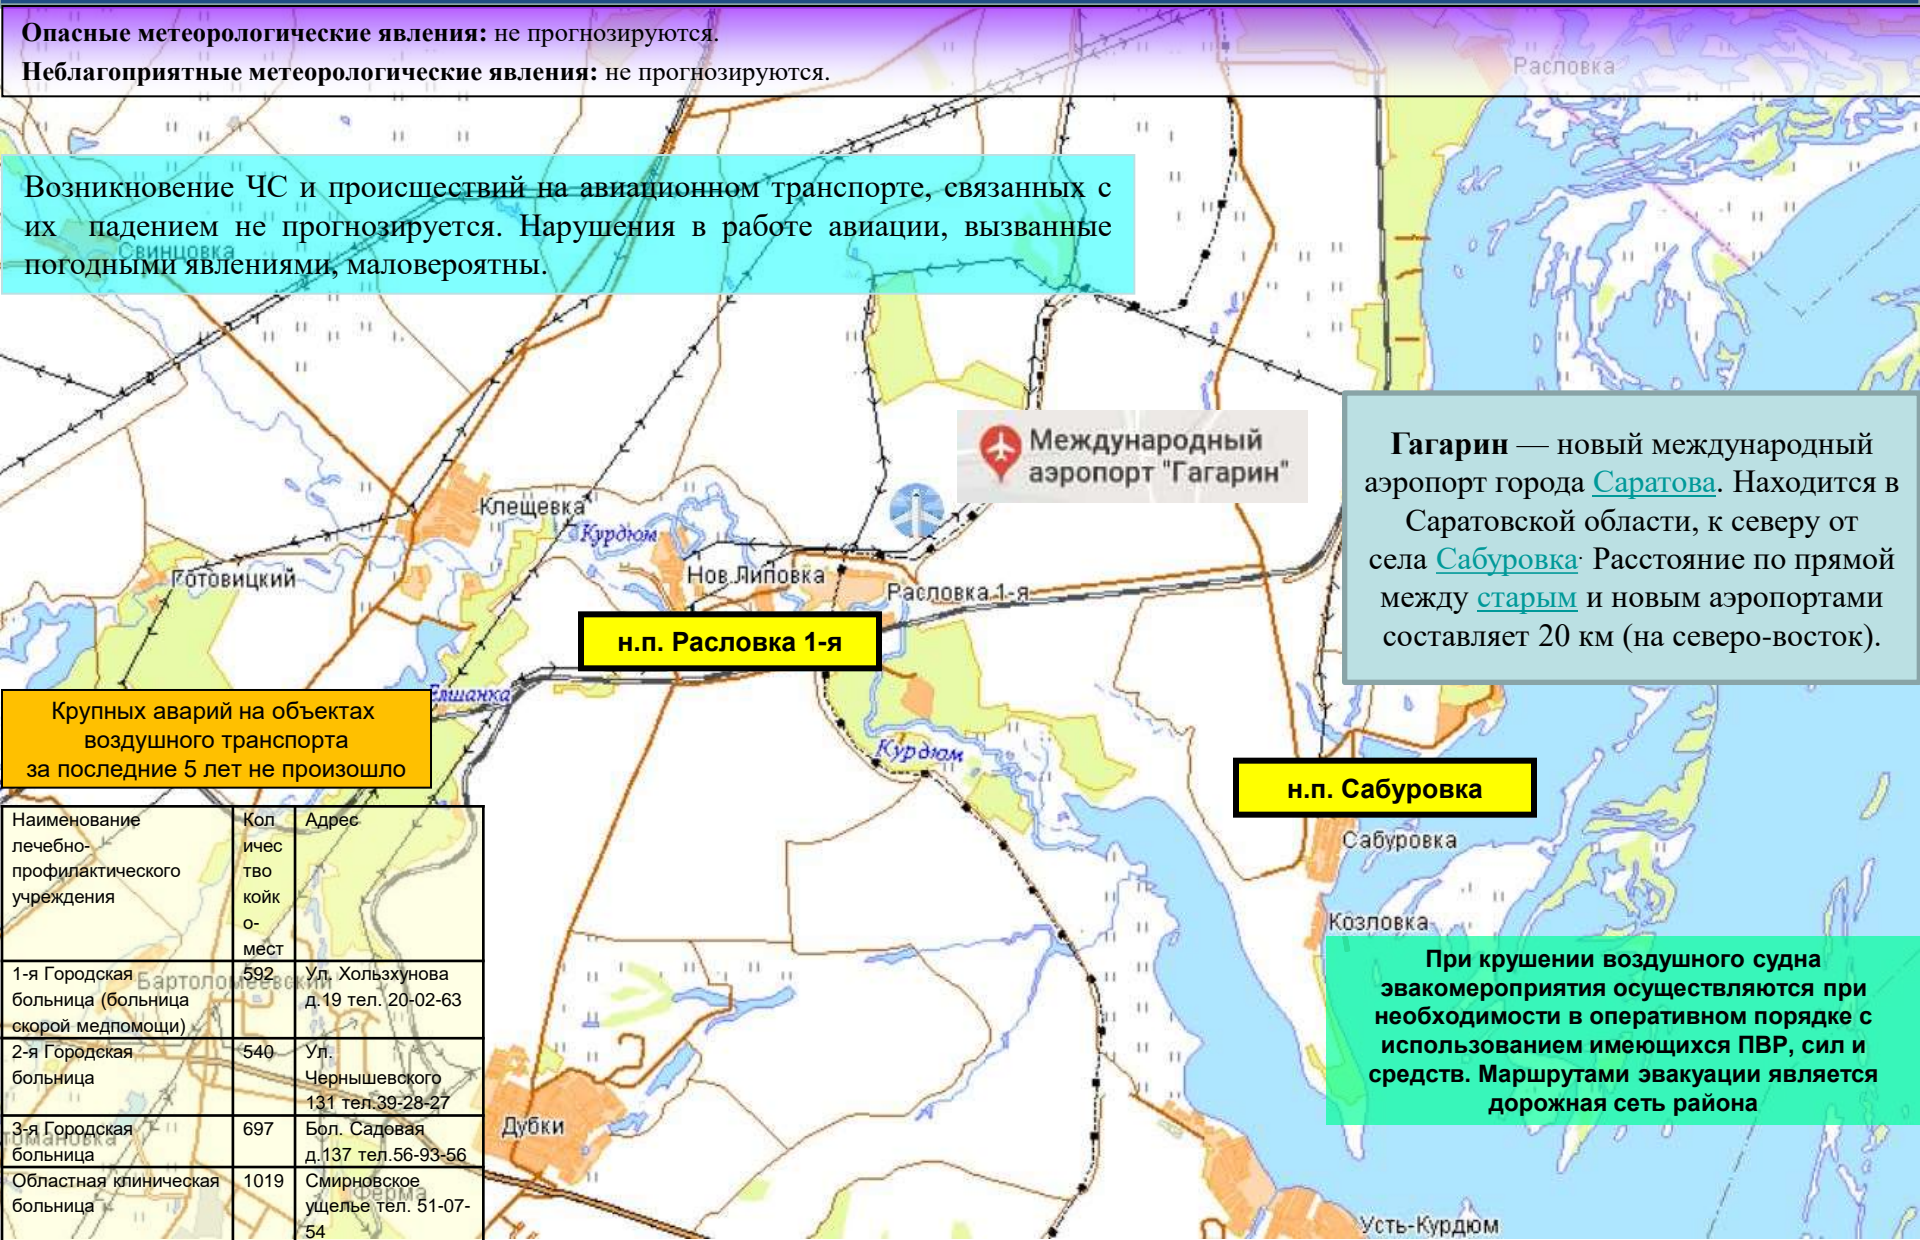 Опасные метеорологические явления: не прогнозируются.
Неблагоприятные метеорологические явления: не прогнозируются.
Расловка
Возникновение ЧС и происшествий на авиационном транспорте, связанных с
их падением не прогнозируется. Нарушения в работе авиации, вызванные
погодными явлениями, маловероятны.
Свинцовка
Международный
аэропорт "Гагарин"
Гагарин — новый международный
аэропорт города Саратова. Находится в
Саратовской области, к северу от
села Сабуровка. Расстояние по прямой
между старым и новым аэропортами
составляет 20 км (на северо-восток).
Клещевка
Курдюм
Готовицкий
Нов.Липовка
Расловка 1-я
н.п. Расловка 1-я
Елшанка
Крупных аварий на объектах
воздушного транспорта
за последние 5 лет не произошло
Курдюм
н.п. Сабуровка
Сабуровка
Козловка
Наименование
лечебно-
профилактического
учреждения
Кол
ичес
тво
койк
о-
мест
Адрес
1-я Городская
больница (больница
скорой медпомощи)
592
Ул. Хользхунова
д.19 тел. 20-02-63
Бартоломеевский
2-я Городская
больница
540
Ул.
Чернышевского
131 тел.39-28-27
3-я Городская
больница
697
Бол. Садовая
д.137 тел.56-93-56
Областная клиническая
больница
1019
Смирновское
ущелье тел. 51-07-
54
Ферма
При крушении воздушного судна
эвакомероприятия осуществляются при
необходимости в оперативном порядке с
использованием имеющихся ПВР, сил и
средств. Маршрутами эвакуации является
дорожная сеть района
Дубки
Усть-Курдюм